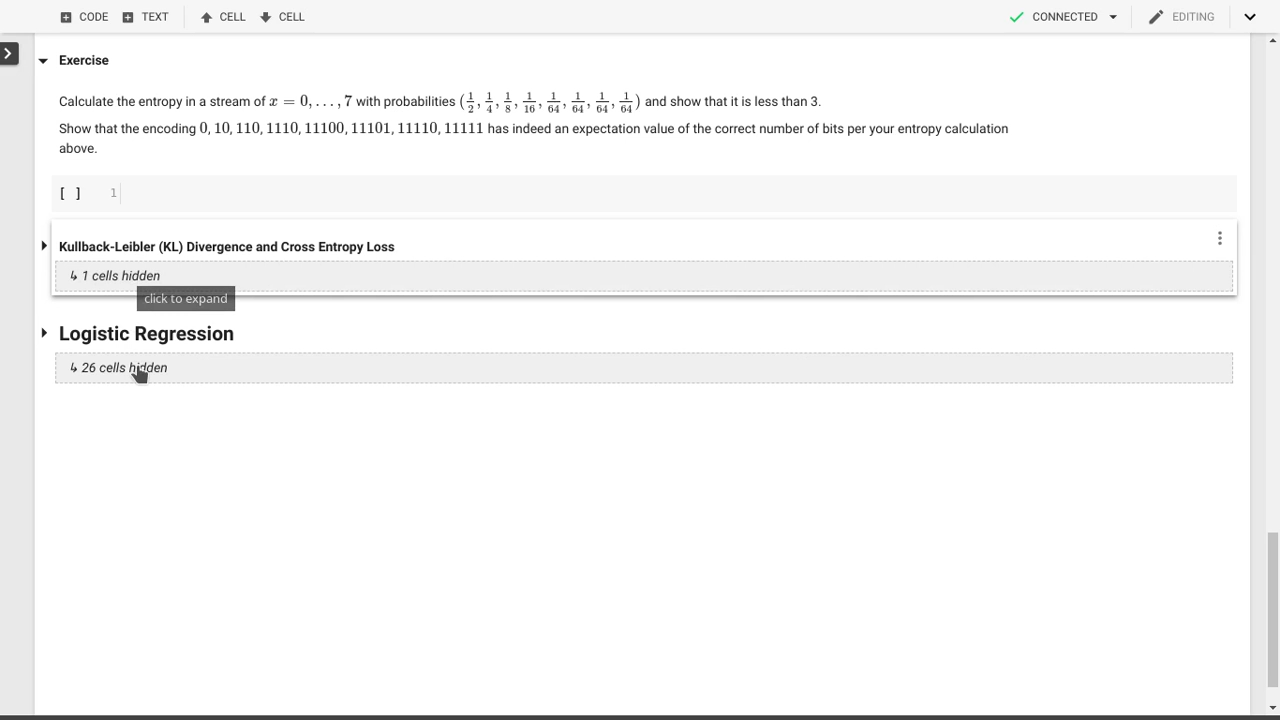 CODE TEXT CELL CELL CONNECTED EDITING
Exercise
Calculate the entropy in a stream of x = 0, . . . , 7 with probabilities (1/2, 1/4, 1/8, 1/16, 1/64, 1/64, 1/64, 1/64) and show that it is less than 3.
Show that the encoding 0, 10, 110, 1110, 11100, 11101, 11110, 11111 has indeed an expectation value of the correct number of bits per your entropy calculation
above.
[ ] 1
Kullback-Leibler (KL) Divergence and Cross Entropy Loss
↳ 1 cells hidden
click to expand
Logistic Regression
↳ 26 cells hidden